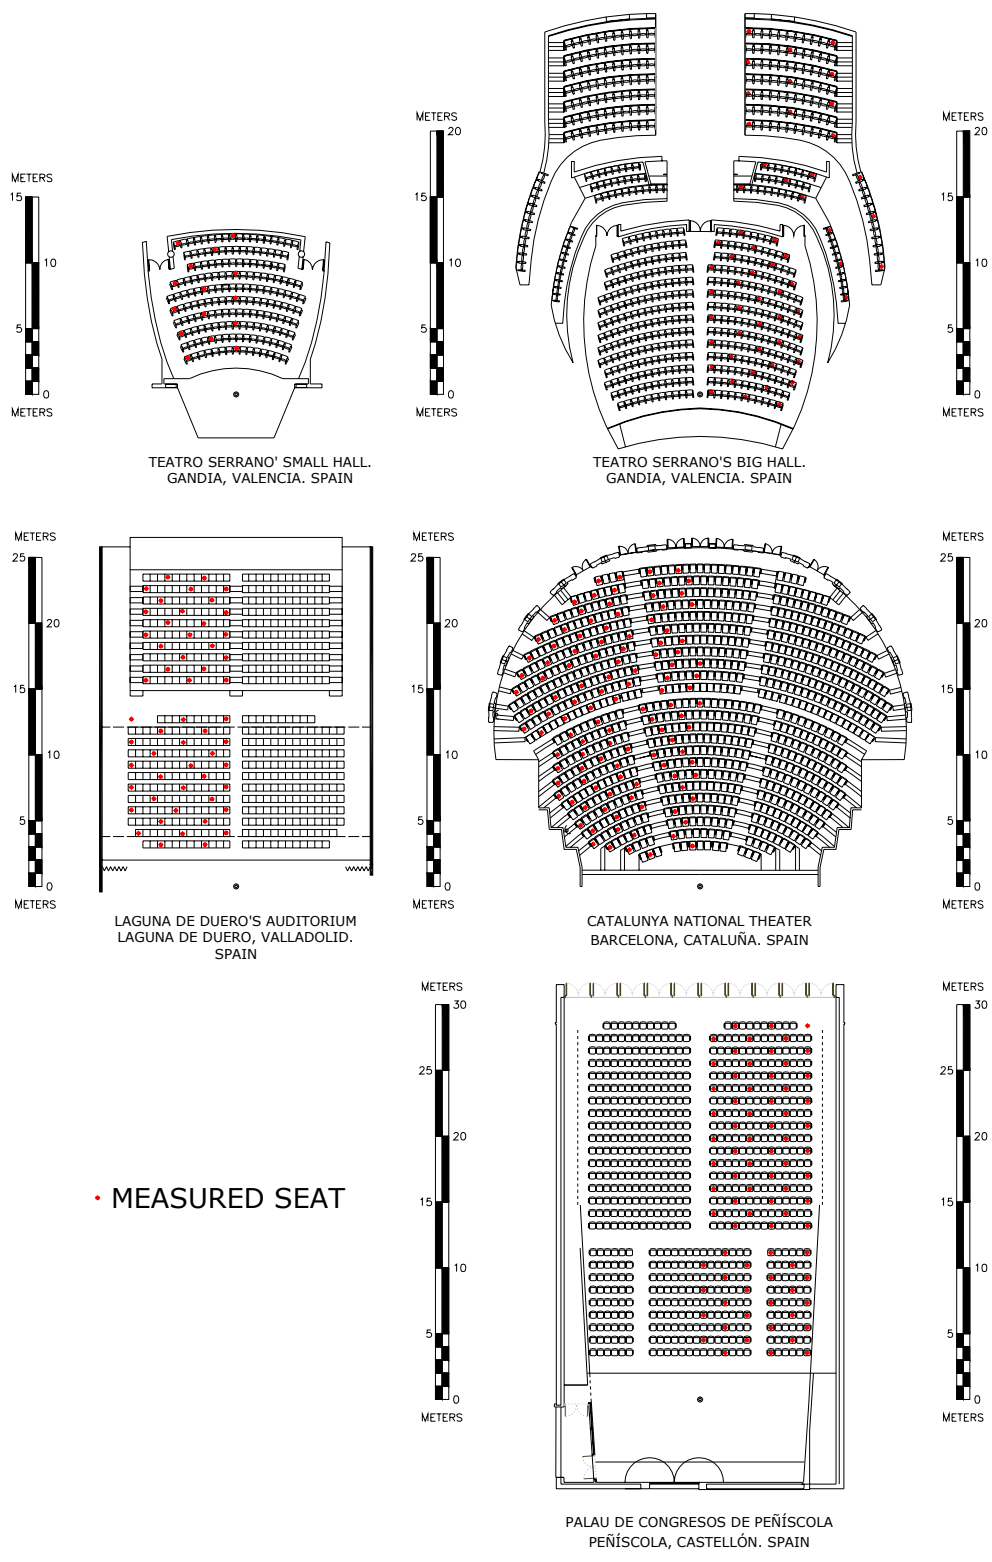 METERS
20
15
10
5
0
METERS
METERS
20
15
10
5
0
METERS
METERS
15
10
5
0
METERS
TEATRO SERRANO' SMALL HALL.
GANDIA, VALENCIA. SPAIN
TEATRO SERRANO'S BIG HALL.
GANDIA, VALENCIA. SPAIN
METERS
25
20
15
10
5
0
METERS
METERS
25
20
15
10
5
0
METERS
METERS
25
20
15
10
5
0
METERS
LAGUNA DE DUERO'S AUDITORIUM
LAGUNA DE DUERO, VALLADOLID.
SPAIN
CATALUNYA NATIONAL THEATER
BARCELONA, CATALUÑA. SPAIN
METERS
30
25
20
15
10
5
0
METERS
METERS
30
25
20
15
10
5
0
METERS
MEASURED SEAT
PALAU DE CONGRESOS DE PEÑÍSCOLA
PEÑÍSCOLA, CASTELLÓN. SPAIN